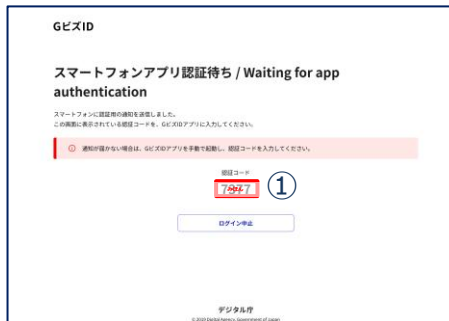 GビズID
スマートフォンアプリ認証待ち / Waiting for app
authentication
スマートフォンに認証用の通知を送信しました。
この画面に表示されている認証コードを、GビズIDアプリに入力してください。
通知が届かない場合は、GビズIDアプリを手動で起動し、認証コードを入力してください。
認証コード
①
ログイン中止
デジタル庁
© 2020 Digital Agency, Government of Japan